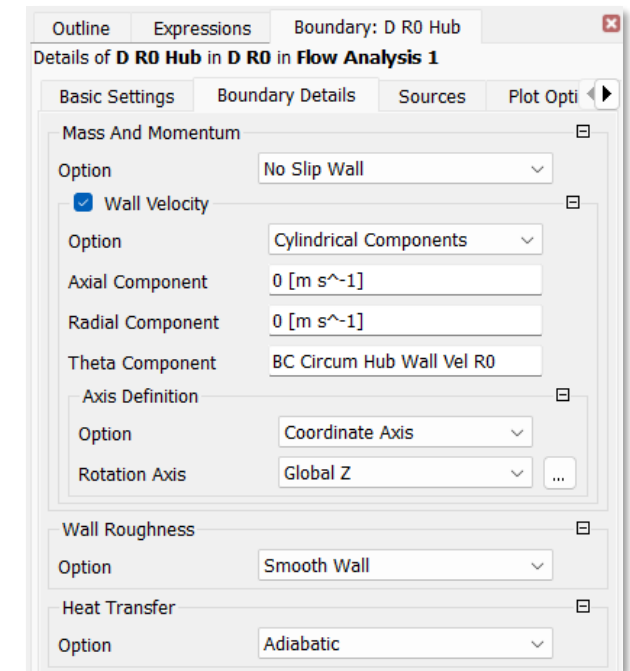 Outline Expressions Boundary: D R0 Hub
Details of D R0 Hub in D R0 in Flow Analysis 1
Basic Settings Boundary Details Sources Plot Opti
Mass And Momentum
Option No Slip Wall
Wall Velocity
Option Cylindrical Components
Axial Component 0 [m s^-1]
Radial Component 0 [m s^-1]
Theta Component BC Circum Hub Wall Vel R0
Axis Definition
Option Coordinate Axis
Rotation Axis Global Z ...
Wall Roughness
Option Smooth Wall
Heat Transfer
Option Adiabatic